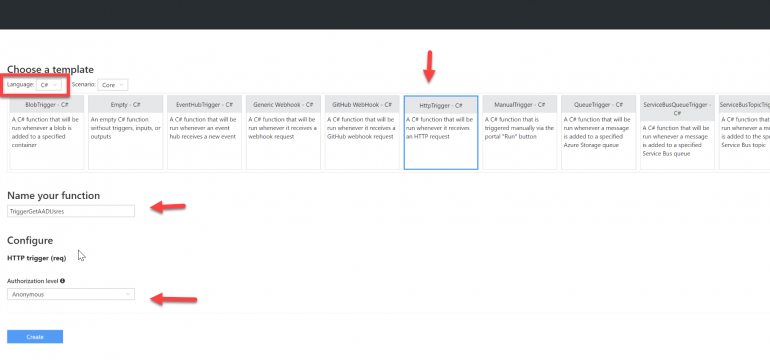 Choose a template
Language: C# Scenario: Core
BlobTrigger - C#
A C# function that will be
run whenever a blob is
added to a specified
container
Empty - C#
An empty C# function
without triggers, inputs, or
outputs
EventHubTrigger - C#
A C# function that will be
run whenever an event
hub receives a new event
Generic Webhook - C#
A C# function that will be
run whenever it receives a
webhook request
GitHub WebHook - C#
A C# function that will be
run whenever it receives a
GitHub webhook request
HttpTrigger - C#
A C# function that will be
run whenever it receives
an HTTP request
ManualTrigger - C#
A C# function that is
triggered manually via the
portal "Run" button
QueueTrigger - C#
A C# function that will be
run whenever a message
is added to a specified
Azure Storage queue
ServiceBusQueueTrigger -
C#
A C# function that will be
run whenever a message
is added to a specified
Service Bus queue
ServiceBusTopicTrig
C#
A C# function that w
run whenever a me
added to the spec
Service Bus topic
Name your function
TriggerGetAADUsres
Configure
HTTP trigger (req)
Authorization level
Anonymous
Create